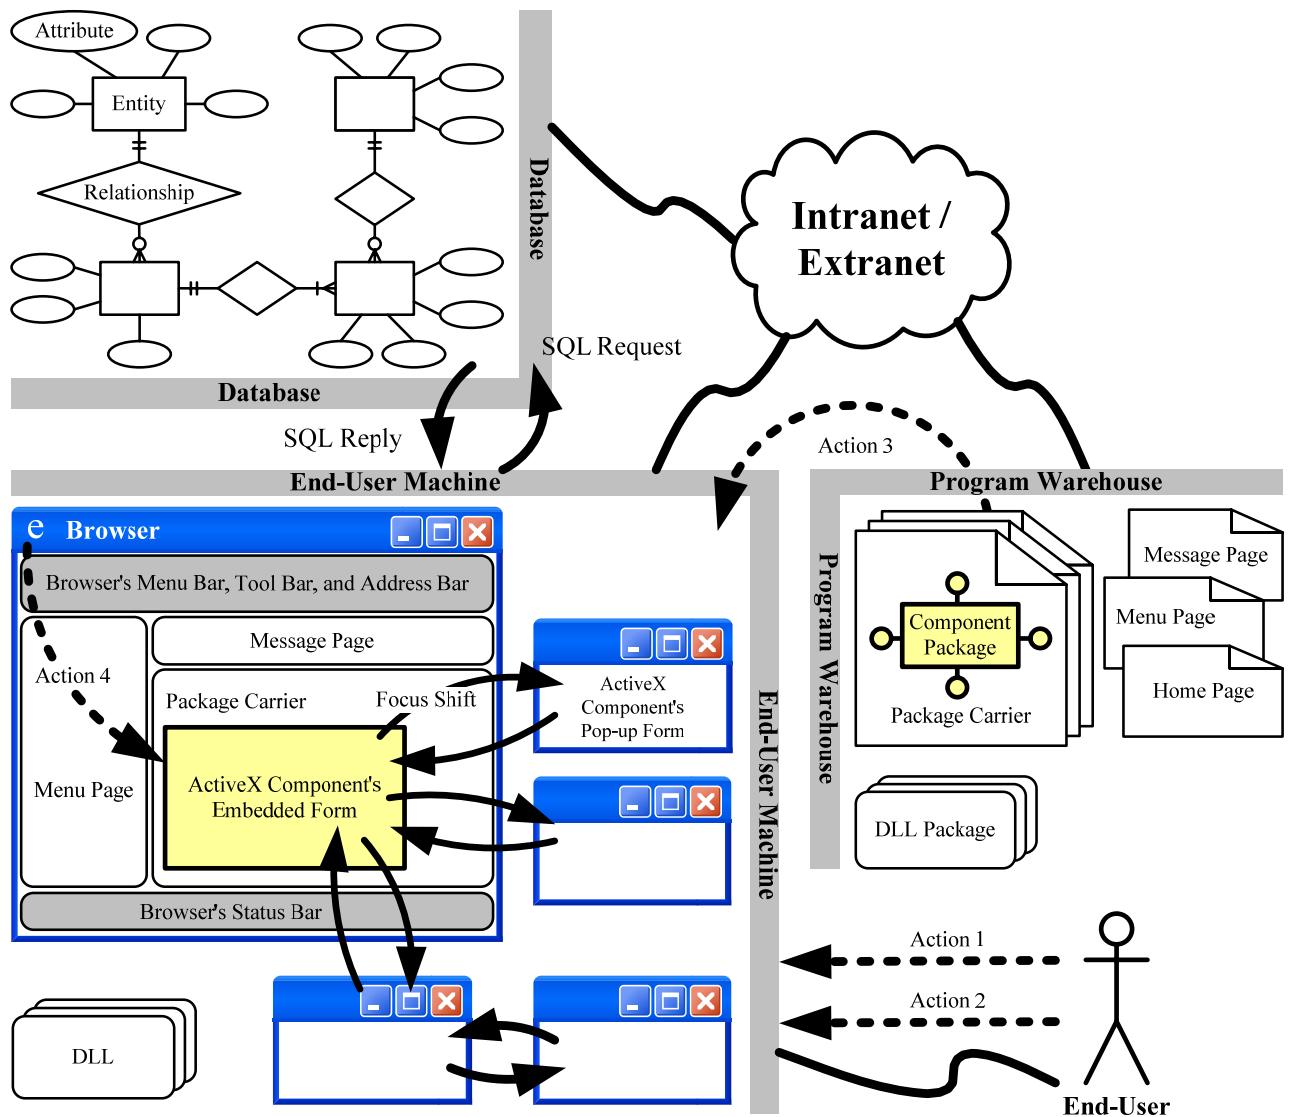 Attribute
Entity
Relationship
Database
Database
Intranet /
Extranet
SQL Request
SQL Reply
Action 3
End-User Machine
Program Warehouse
e Browser
Browser's Menu Bar, Tool Bar, and Address Bar
Message Page
Action 4
Package Carrier
Focus Shift
Menu Page
ActiveX Component's
Embedded Form
Browser's Status Bar
ActiveX
Component's
Pop-up Form
End-User Machine
Program Warehouse
Component
Package
Package Carrier
Message Page
Menu Page
Home Page
DLL Package
Action 1
Action 2
DLL
End-User